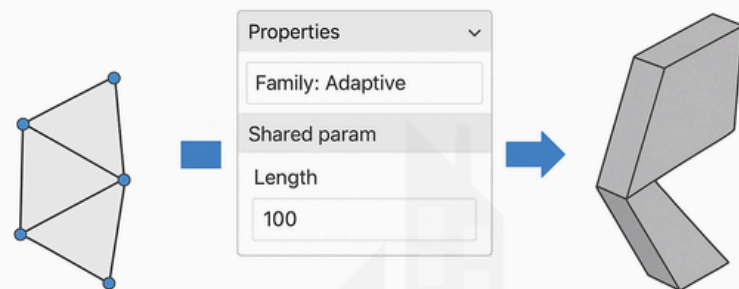 Properties
Family: Adaptive
Shared param
Length
100